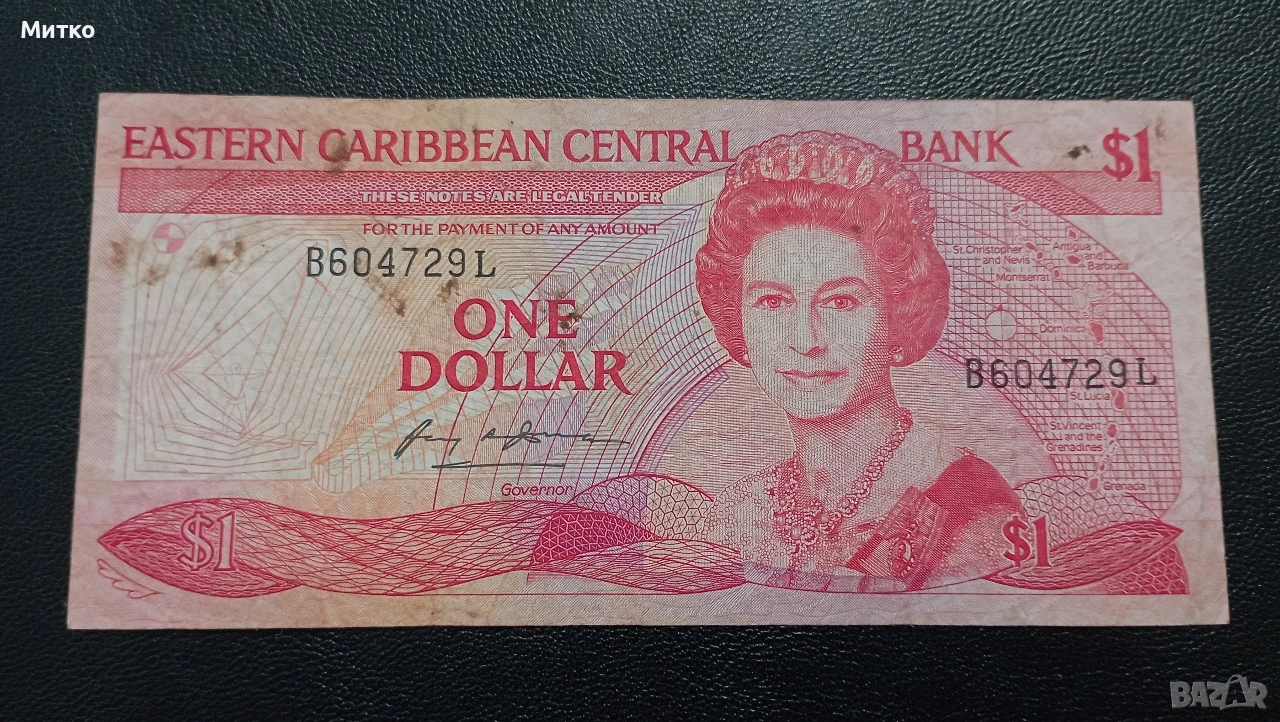 Митко
EASTERN CARIBBEAN CENTRAL BANK $1
THESE NOTES ARE LEGAL TENDER
FOR THE PAYMENT OF ANY AMOUNT
B604729L
ONE
DOLLAR
Governor
$1
St. Christopher
and Nevis
Antigua
and
Barbuda
Montserrat
Dominica
B604729L
St. Lucia
St. Vincent
and the
Grenadines
Grenada
$1
BAZAR